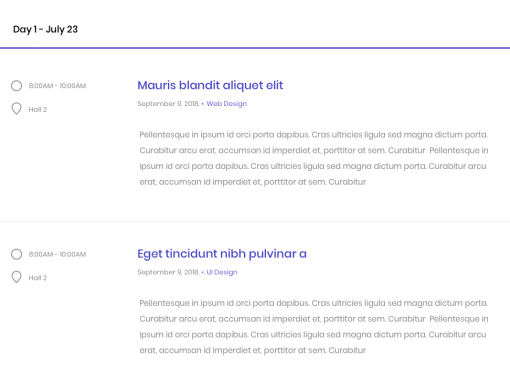 Day 1 - July 23
8:00AM - 10:00AM
Hall 2
Mauris blandit aliquet elit
September 9, 2018. • Web Design
Pellentesque in ipsum id orci porta dapibus. Cras ultricies ligula sed magna dictum porta.
Curabitur arcu erat, accumsan id imperdiet et, porttitor at sem. Curabitur Pellentesque in
ipsum id orci porta dapibus. Cras ultricies ligula sed magna dictum porta. Curabitur arcu
erat, accumsan id imperdiet et, porttitor at sem. Curabitur
8:00AM - 10:00AM
Hall 2
Eget tincidunt nibh pulvinar a
September 9, 2018. • UI Design
Pellentesque in ipsum id orci porta dapibus. Cras ultricies ligula sed magna dictum porta.
Curabitur arcu erat, accumsan id imperdiet et, porttitor at sem. Curabitur Pellentesque in
ipsum id orci porta dapibus. Cras ultricies ligula sed magna dictum porta. Curabitur arcu
erat, accumsan id imperdiet et, porttitor at sem. Curabitur